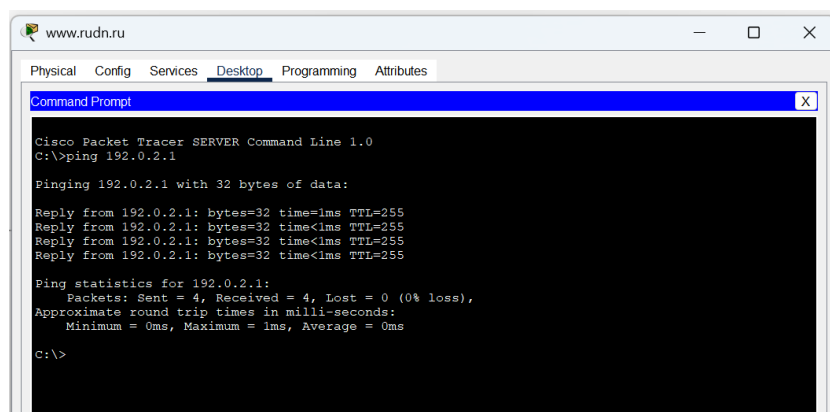 www.rudn.ru
Physical Config Services Desktop Programming Attributes
Command Prompt
X
Cisco Packet Tracer SERVER Command Line 1.0
C:\>ping 192.0.2.1
Pinging 192.0.2.1 with 32 bytes of data:
Reply from 192.0.2.1: bytes=32 time=1ms TTL=255
Reply from 192.0.2.1: bytes=32 time<1ms TTL=255
Reply from 192.0.2.1: bytes=32 time<1ms TTL=255
Reply from 192.0.2.1: bytes=32 time<1ms TTL=255
Ping statistics for 192.0.2.1:
Packets: Sent = 4, Received = 4, Lost = 0 (0% loss),
Approximate round trip times in milli-seconds:
Minimum = 0ms, Maximum = 1ms, Average = 0ms
C:\>